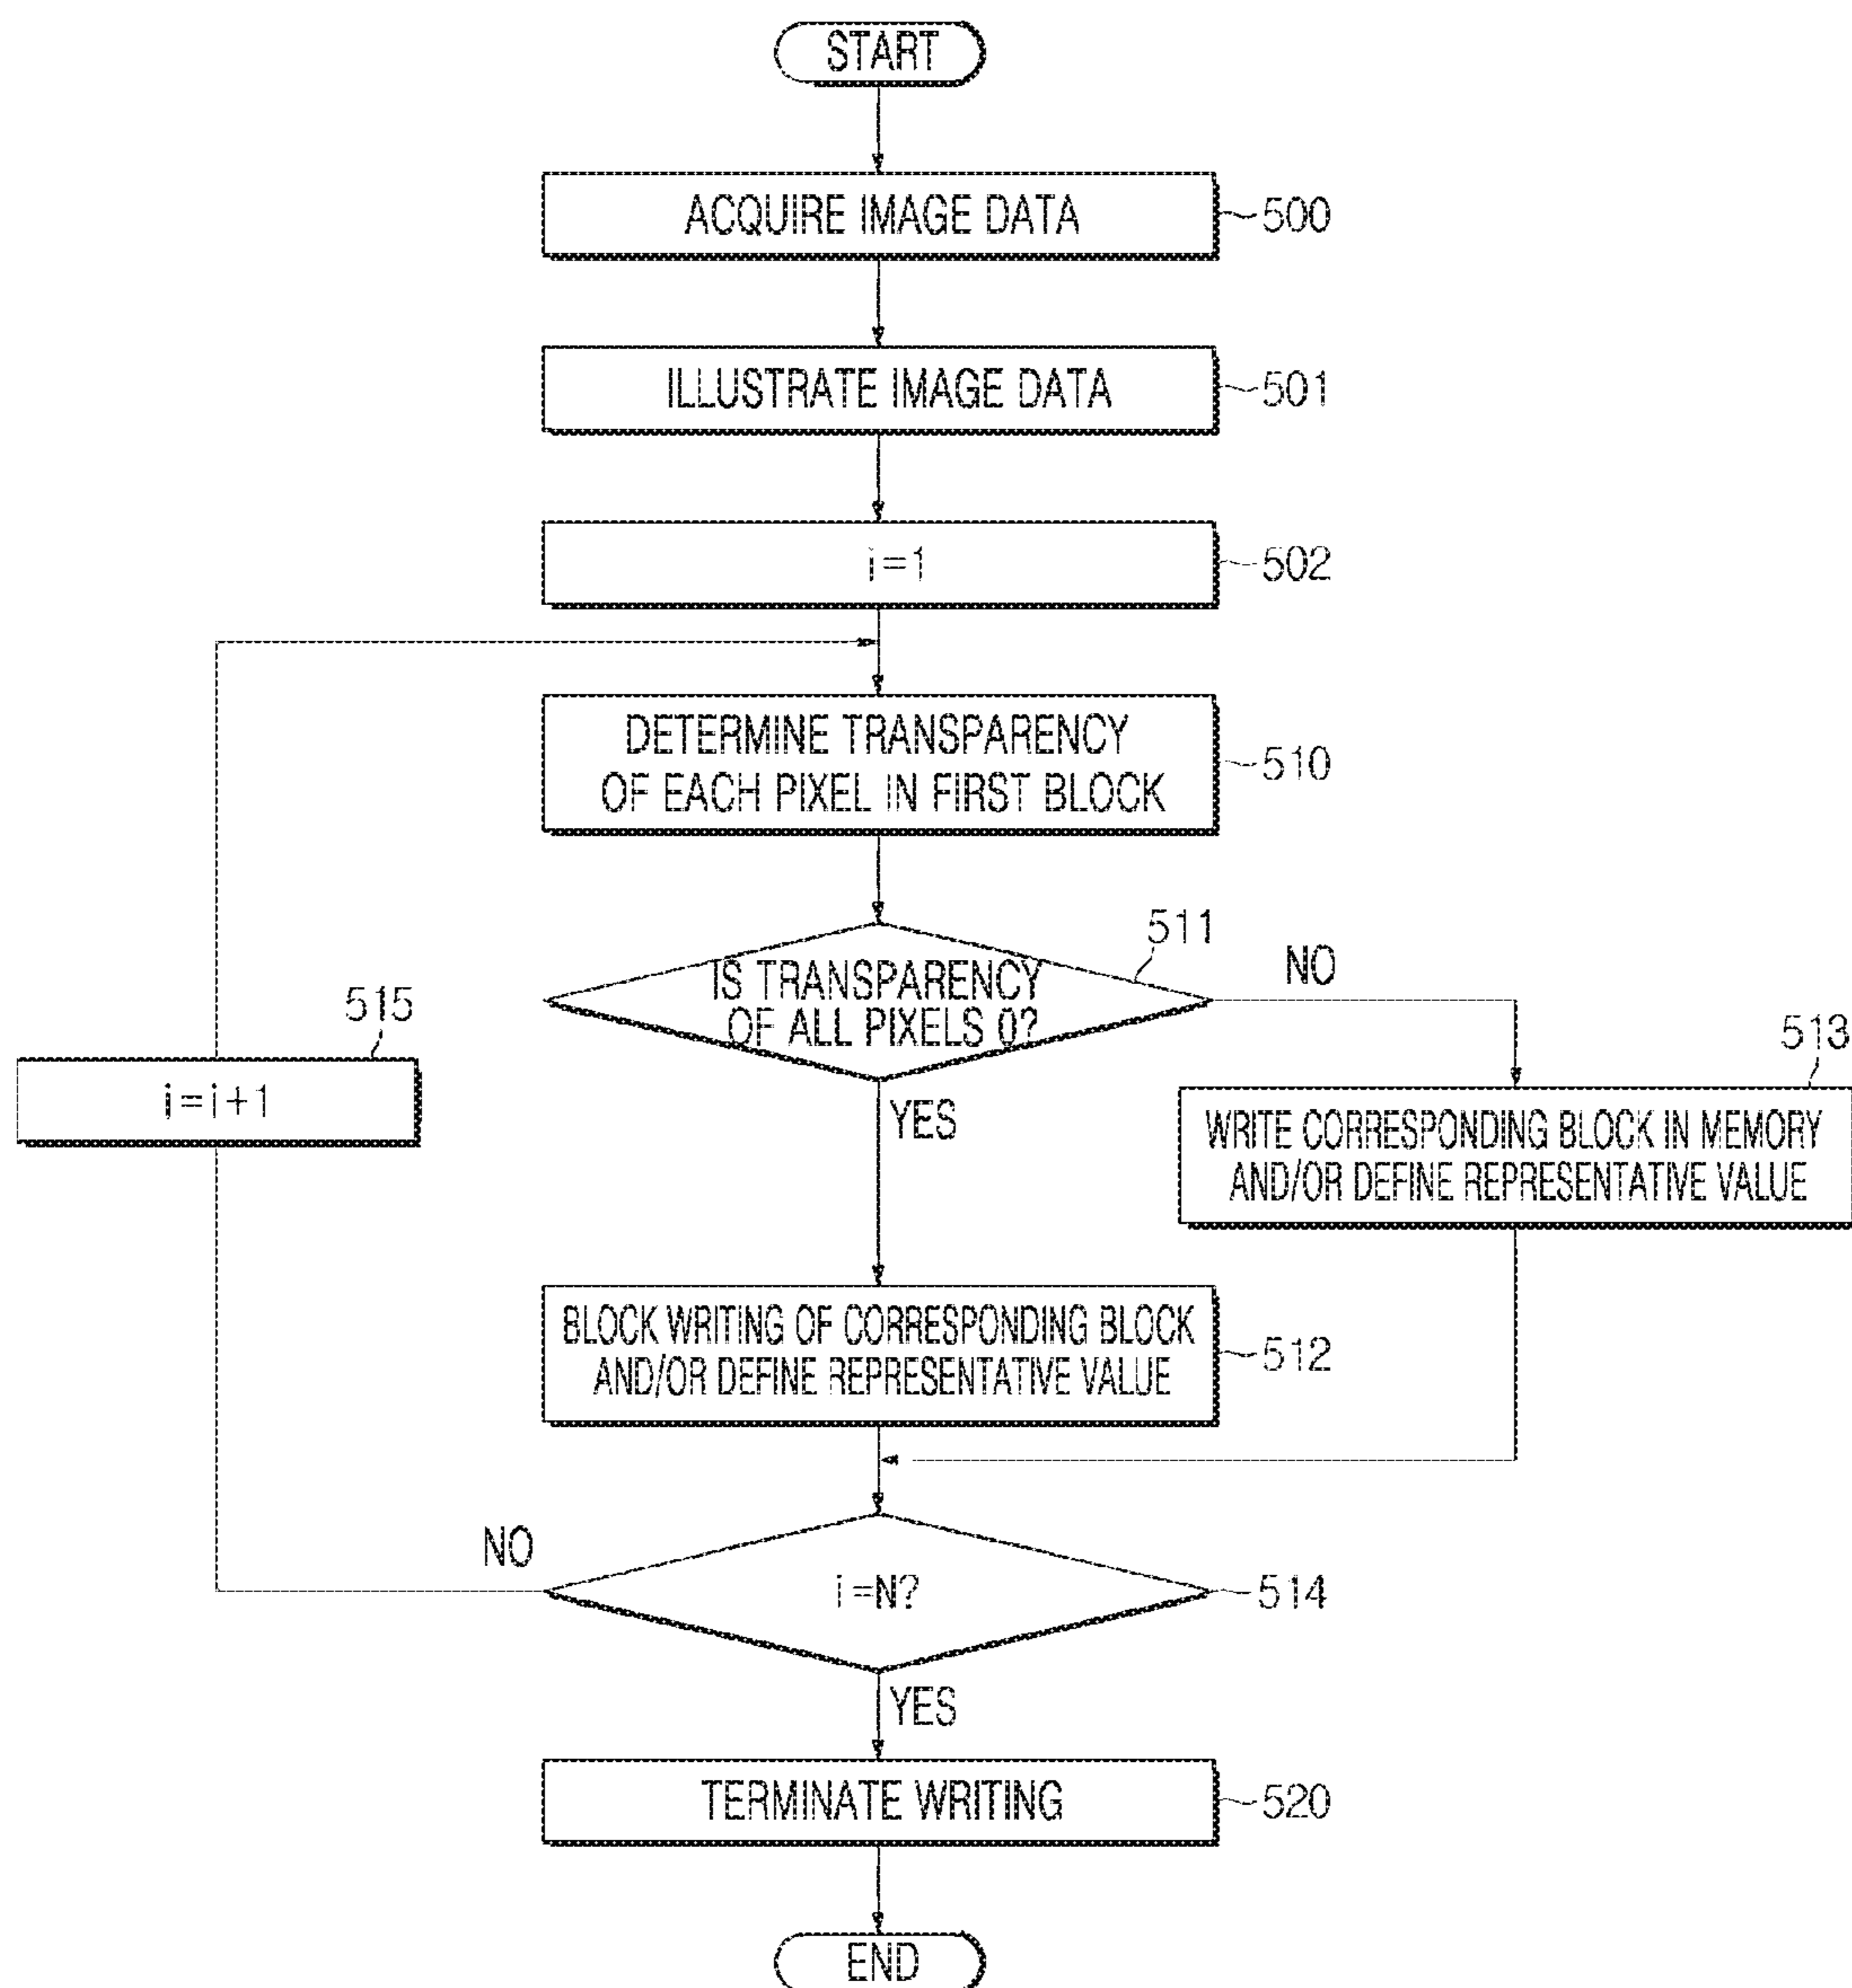 START
ACQUIRE IMAGE DATA
500
ILLUSTRATE IMAGE DATA
501
i=1
502
DETERMINE TRANSPARENCY
OF EACH PIXEL IN FIRST BLOCK
510
511
IS TRANSPARENCY
OF ALL PIXELS 0?
NO
YES
515
i=i+1
513
WRITE CORRESPONDING BLOCK IN MEMORY
AND/OR DEFINE REPRESENTATIVE VALUE
BLOCK WRITING OF CORRESPONDING BLOCK
AND/OR DEFINE REPRESENTATIVE VALUE
512
NO
i=N?
514
YES
TERMINATE WRITING
520
END